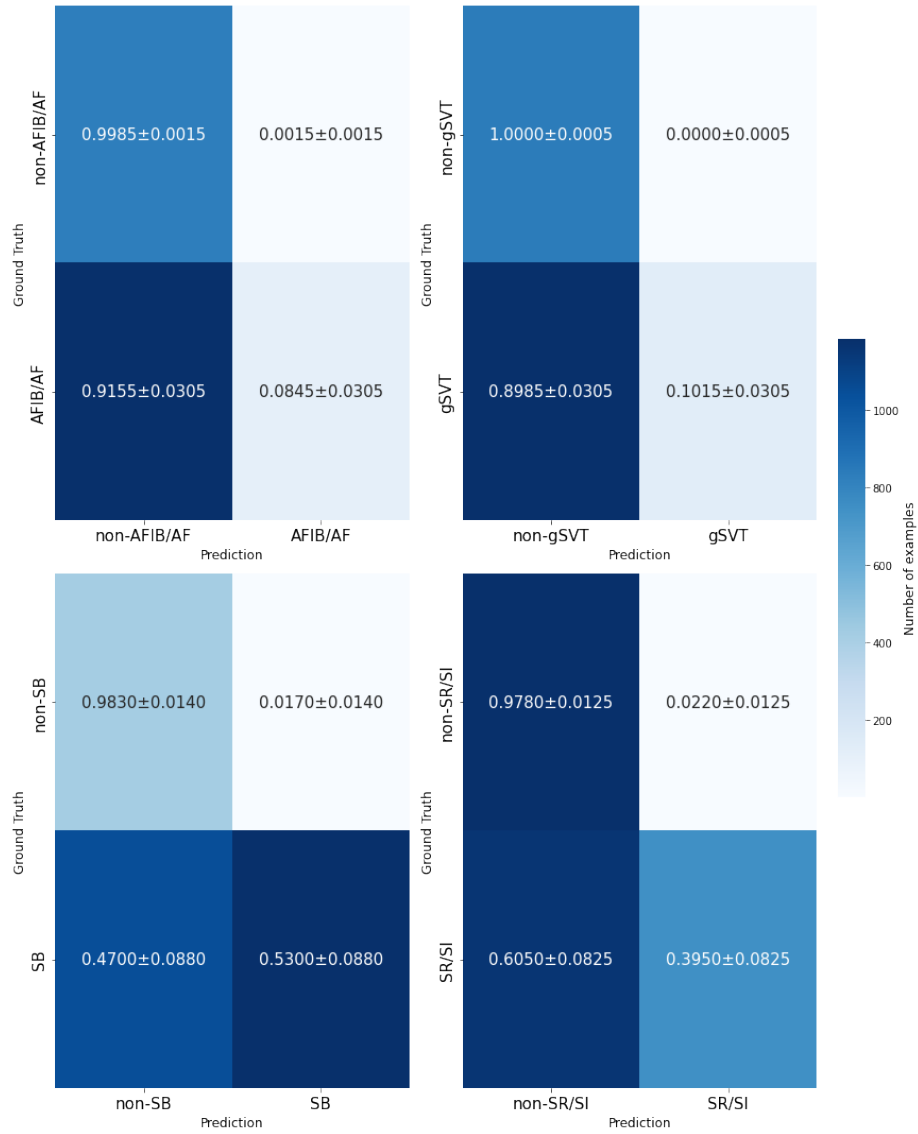 non-AFIB/AF
0.9985±0.0015
0.0015±0.0015
Ground Truth
AFIB/AF
0.9155±0.0305
0.0845±0.0305
non-AFIB/AF
AFIB/AF
Prediction
non-gSVT
1.0000±0.0005
0.0000±0.0005
Ground Truth
gSVT
0.8985±0.0305
0.1015±0.0305
non-gSVT
gSVT
Prediction
non-SB
0.9830±0.0140
0.0170±0.0140
Ground Truth
SB
0.4700±0.0880
0.5300±0.0880
non-SB
SB
Prediction
non-SR/SI
0.9780±0.0125
0.0220±0.0125
Ground Truth
SR/SI
0.6050±0.0825
0.3950±0.0825
non-SR/SI
SR/SI
Prediction
1000
800
600
400
200
Number of examples